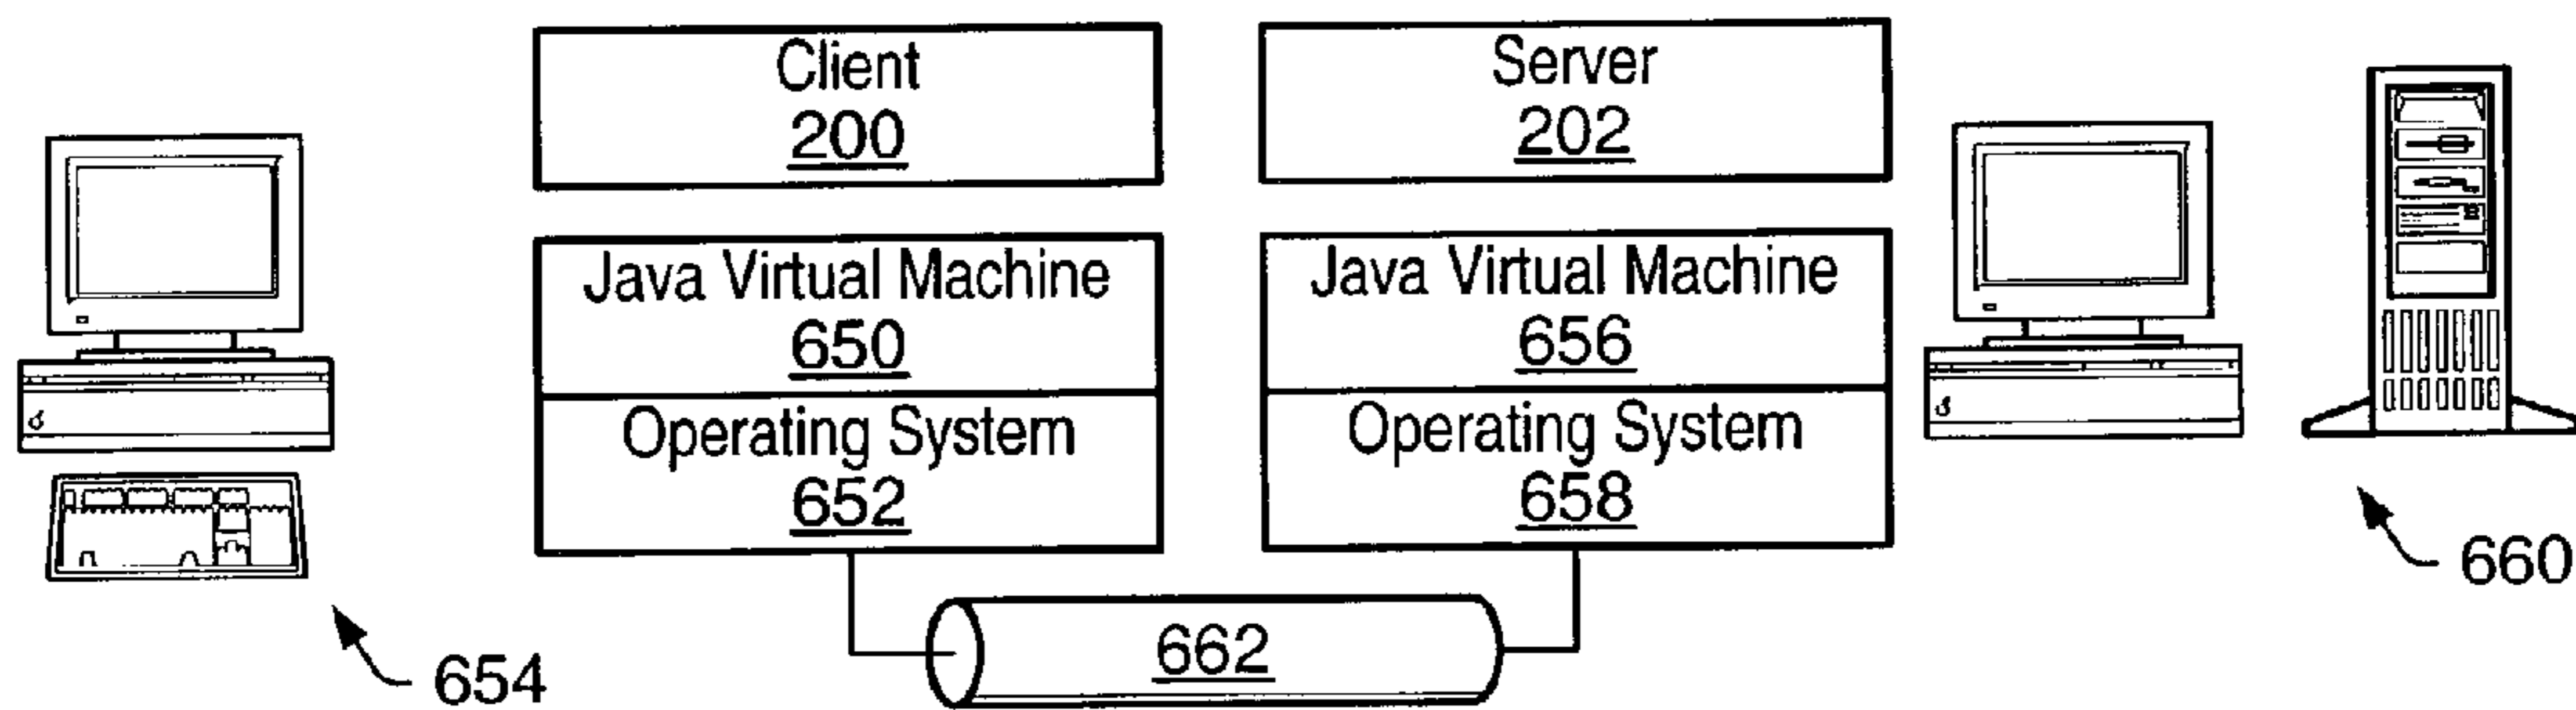 Client
200
Server
202
Java Virtual Machine
650
Java Virtual Machine
656
Operating System
652
Operating System
658
660
654
662